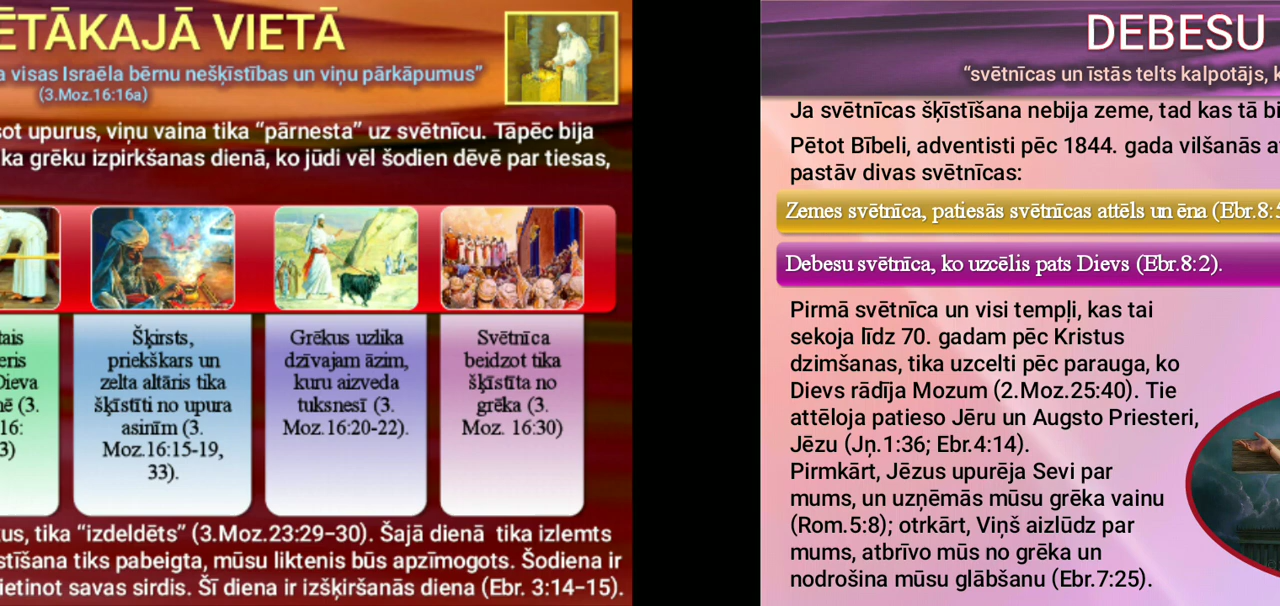 ĒTĀKAJĀ VIETĀ
a visas Israēla bērnu nešķīstības un viņu pārkāpumus”
(3.Moz.16:16a)
sot upurus, viņu vaina tika “pārnesta” uz svētnīcu. Tāpēc bija
ka grēku izpirkšanas dienā, ko jūdi vēl šodien dēvē par tiesas,
tais
eris
Dieva
nē (3.
16:
3)
Šķirsts,
priekškars un
zelta altāris tika
šķīstīti no upura
asinīm (3.
Moz.16:15-19,
33).
Grēkus uzlika
dzīvajam āzim,
kuru aizveda
tuksnesī (3.
Moz.16:20-22).
Svētnīca
beidzot tika
šķīstīta no
grēka (3.
Moz. 16:30)
kus, tika “izdeldēts” (3.Moz.23:29–30). Šajā dienā tika izlemts
stīšana tiks pabeigta, mūsu liktenis būs apzīmogots. Šodiena ir
ietinot savas sirdis. Šī diena ir izšķiršanās diena (Ebr. 3:14–15).
DEBESU
“svētnīcas un īstās telts kalpotājs, k
Ja svētnīcas šķīstīšana nebija zeme, tad kas tā bi
Pētot Bībeli, adventisti pēc 1844. gada vilšanās a
pastāv divas svētnīcas:
Zemes svētnīca, patiesās svētnīcas attēls un ēna (Ebr.8:5
Debesu svētnīca, ko uzcēlis pats Dievs (Ebr.8:2).
Pirmā svētnīca un visi tempļi, kas tai
sekoja līdz 70. gadam pēc Kristus
dzimšanas, tika uzcelti pēc parauga, ko
Dievs rādīja Mozum (2.Moz.25:40). Tie
attēloja patieso Jēru un Augsto Priesteri,
Jēzu (Jņ.1:36; Ebr.4:14).
Pirmkārt, Jēzus upurēja Sevi par
mums, un uzņēmās mūsu grēka vainu
(Rom.5:8); otrkārt, Viņš aizlūdz par
mums, atbrīvo mūs no grēka un
nodrošina mūsu glābšanu (Ebr.7:25).